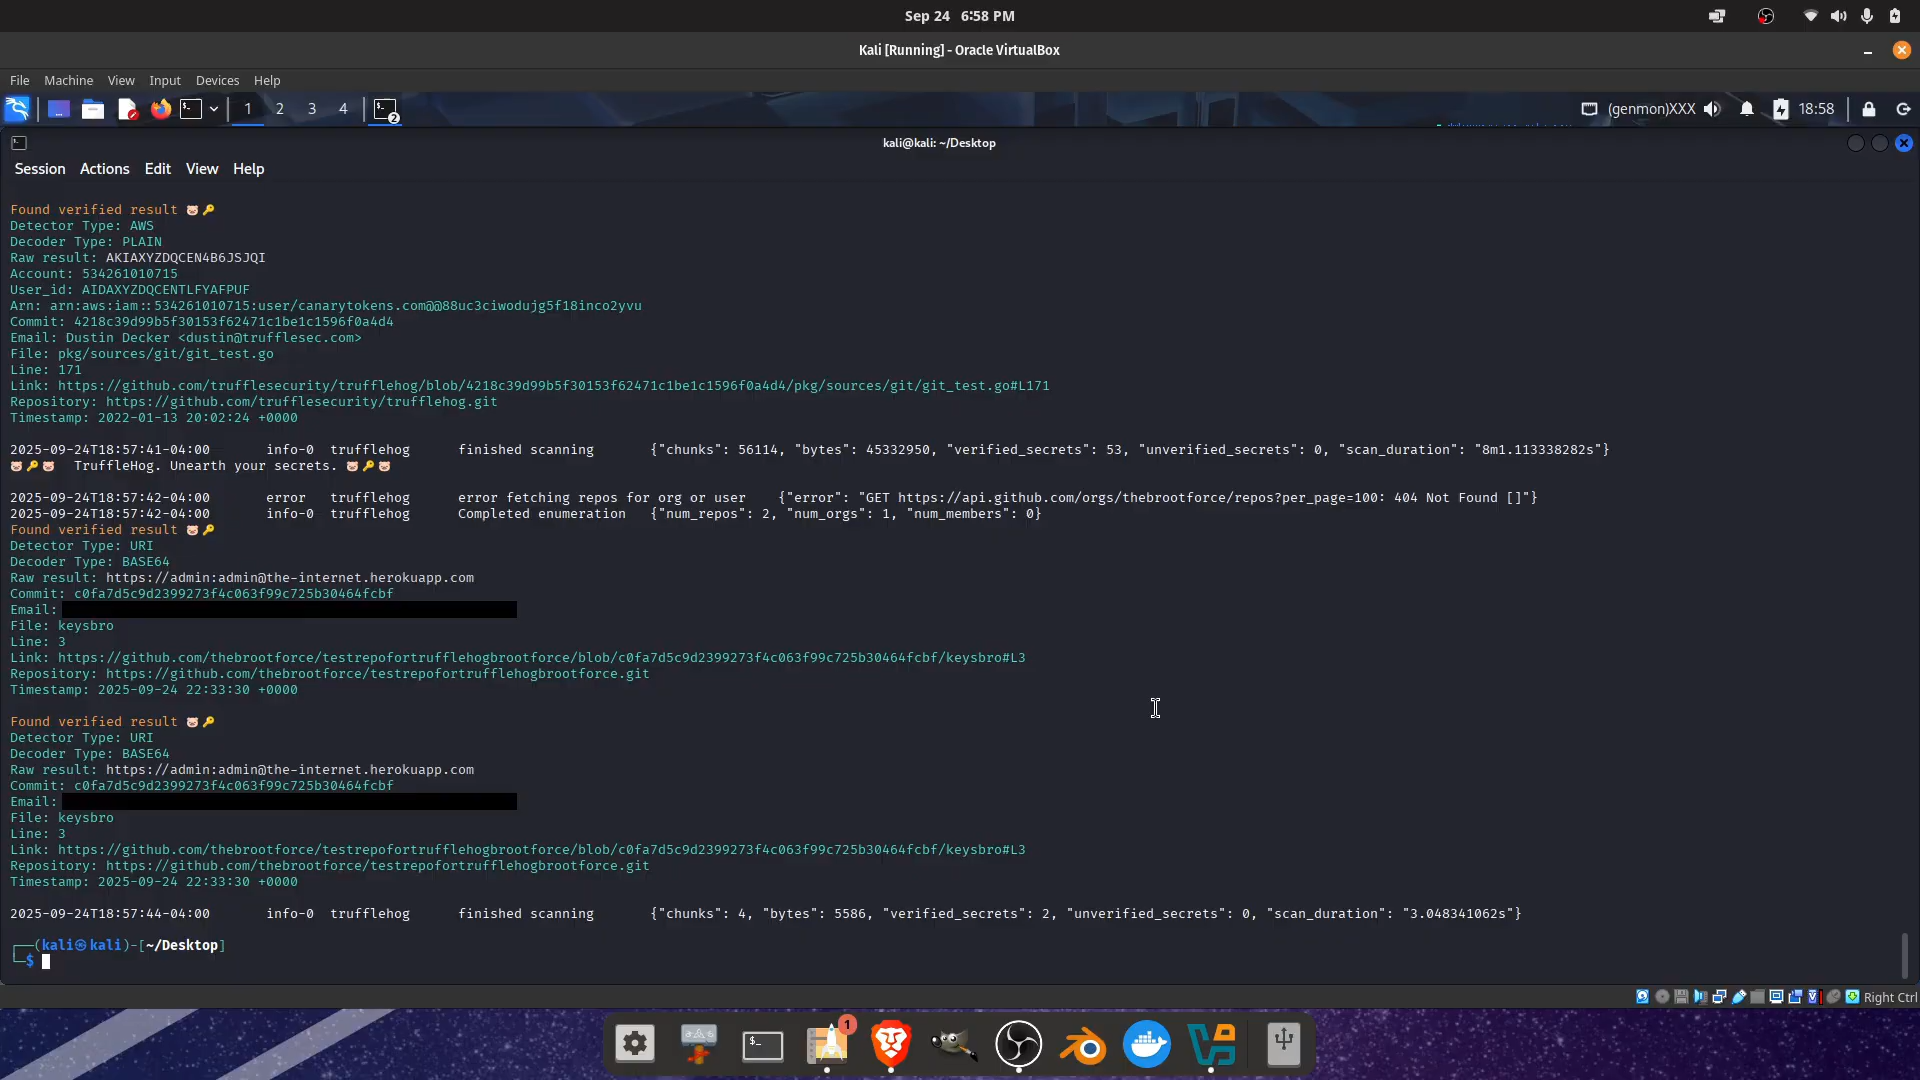 Sep 24 6:58 PM
Kali [Running] - Oracle VirtualBox
File Machine View Input Devices Help
1 2 3 4 2 (genmon)XXX 18:58
kali@kali: ~/Desktop
Session Actions Edit View Help
Found verified result 🐷🔑
Detector Type: AWS
Decoder Type: PLAIN
Raw result: AKIAXYZDQCEN4B6JSJQI
Account: 534261010715
User_id: AIDAXYZDQCENTLFYAFPUF
Arn: arn:aws:iam::534261010715:user/canarytokens.com@@88uc3ciwodujg5f18inco2yvu
Commit: 4218c39d99b5f30153f62471c1be1c1596f0a4d4
Email: Dustin Decker <dustin@trufflesec.com>
File: pkg/sources/git/git_test.go
Line: 171
Link: https://github.com/trufflesecurity/trufflehog/blob/4218c39d99b5f30153f62471c1be1c1596f0a4d4/pkg/sources/git/git_test.go#L171
Repository: https://github.com/trufflesecurity/trufflehog.git
Timestamp: 2022-01-13 20:02:24 +0000
2025-09-24T18:57:41-04:00 info-0 trufflehog finished scanning {"chunks": 56114, "bytes": 45332950, "verified_secrets": 53, "unverified_secrets": 0, "scan_duration": "8m1.113338282s"}
🐷🔑🐷 TruffleHog. Unearth your secrets. 🐷🔑🐷
2025-09-24T18:57:42-04:00 error trufflehog error fetching repos for org or user {"error": "GET https://api.github.com/orgs/thebrootforce/repos?per_page=100: 404 Not Found []"}
2025-09-24T18:57:42-04:00 info-0 trufflehog Completed enumeration {"num_repos": 2, "num_orgs": 1, "num_members": 0}
Found verified result 🐷🔑
Detector Type: URI
Decoder Type: BASE64
Raw result: https://admin:admin@the-internet.herokuapp.com
Commit: c0fa7d5c9d2399273f4c063f99c725b30464fcbf
Email:
File: keysbro
Line: 3
Link: https://github.com/thebrootforce/testrepofortrufflehogbrootforce/blob/c0fa7d5c9d2399273f4c063f99c725b30464fcbf/keysbro#L3
Repository: https://github.com/thebrootforce/testrepofortrufflehogbrootforce.git
Timestamp: 2025-09-24 22:33:30 +0000
Found verified result 🐷🔑
Detector Type: URI
Decoder Type: BASE64
Raw result: https://admin:admin@the-internet.herokuapp.com
Commit: c0fa7d5c9d2399273f4c063f99c725b30464fcbf
Email:
File: keysbro
Line: 3
Link: https://github.com/thebrootforce/testrepofortrufflehogbrootforce/blob/c0fa7d5c9d2399273f4c063f99c725b30464fcbf/keysbro#L3
Repository: https://github.com/thebrootforce/testrepofortrufflehogbrootforce.git
Timestamp: 2025-09-24 22:33:30 +0000
2025-09-24T18:57:44-04:00 info-0 trufflehog finished scanning {"chunks": 4, "bytes": 5586, "verified_secrets": 2, "unverified_secrets": 0, "scan_duration": "3.048341062s"}
┌──(kali㉿kali)-[~/Desktop]
└─$
Right Ctrl
1